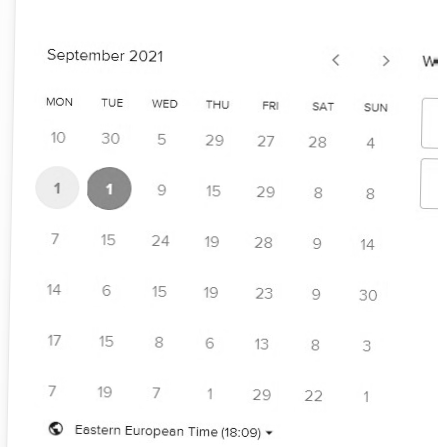 September 2021
MON TUE WED THU FRI SAT SUN
10 30 5 29 27 28 4
1 1 9 15 29 8 8
7 15 24 19 28 9 14
14 6 15 19 23 9 30
17 15 8 6 13 8 3
7 19 7 1 29 22 1
Eastern European Time (18:09)